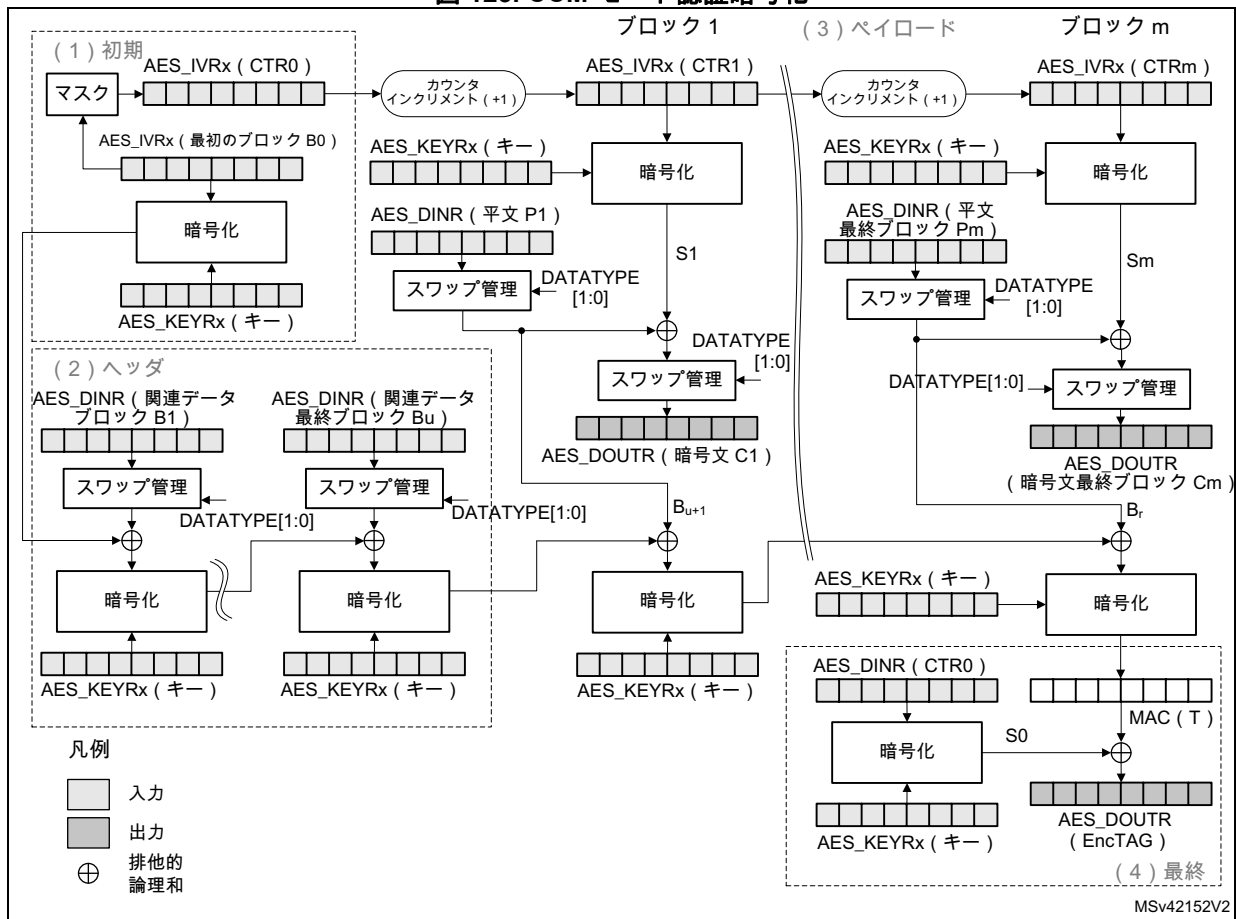 ブロック 1
(3)ペイロード
ブロック m
(1)初期
AES_IVRx(CTR0)
マスク
カウンタ
インクリメント(+1)
AES_IVRx(CTR1)
カウンタ
インクリメント(+1)
AES_IVRx(CTRm)
AES_IVRx(最初のブロック B0)
暗号化
AES_KEYRx(キー)
AES_KEYRx(キー)
暗号化
AES_DINR(平文 P1)
スワップ管理
DATATYPE
[1:0]
S1
DATATYPE
[1:0]
スワップ管理
AES_DOUTR(暗号文 C1)
AES_KEYRx(キー)
暗号化
AES_DINR(平文
最終ブロック Pm)
スワップ管理
DATATYPE
[1:0]
Sm
DATATYPE[1:0]
スワップ管理
AES_DOUTR
(暗号文最終ブロック Cm)
(2)ヘッダ
AES_DINR(関連データ
ブロック B1)
AES_DINR(関連データ
最終ブロック Bu)
スワップ管理
DATATYPE[1:0]
スワップ管理
DATATYPE[1:0]
Bu+1
Br
暗号化
暗号化
暗号化
AES_KEYRx(キー)
暗号化
AES_KEYRx(キー)
AES_KEYRx(キー)
AES_KEYRx(キー)
AES_DINR(CTR0)
MAC(T)
暗号化
S0
AES_KEYRx(キー)
AES_DOUTR
(EncTAG)
(4)最終
凡例
入力
出力
排他的
論理和
MSv42152V2